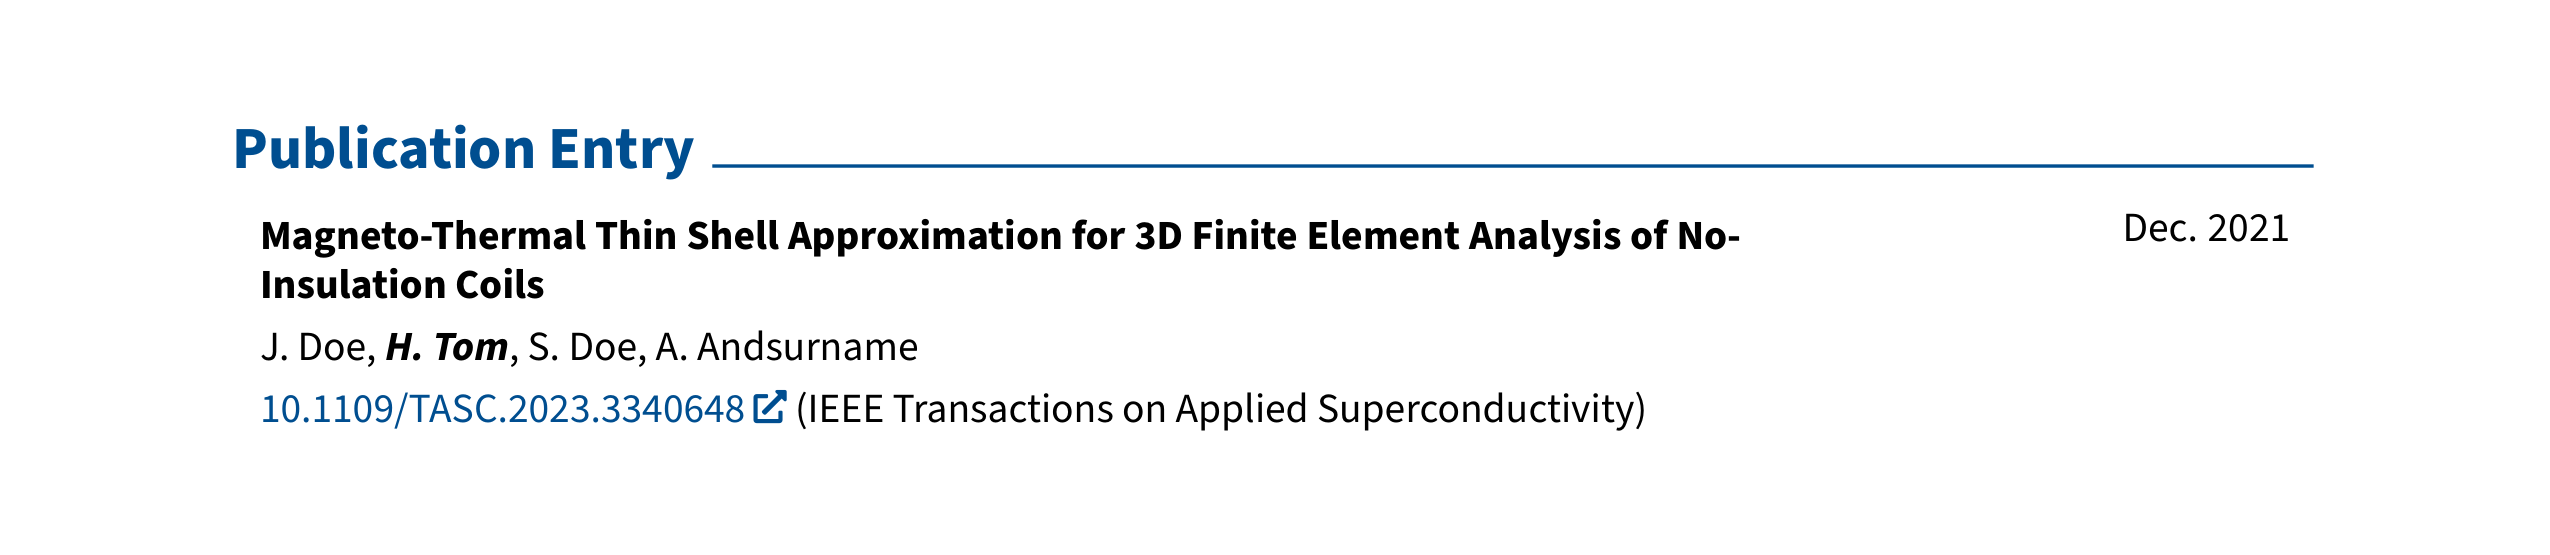 Publication Entry
Magneto-Thermal Thin Shell Approximation for 3D Finite Element Analysis of No-
Insulation Coils
Dec. 2021
J. Doe, H. Tom, S. Doe, A. Andsurname
10.1109/TASC.2023.3340648 (IEEE Transactions on Applied Superconductivity)